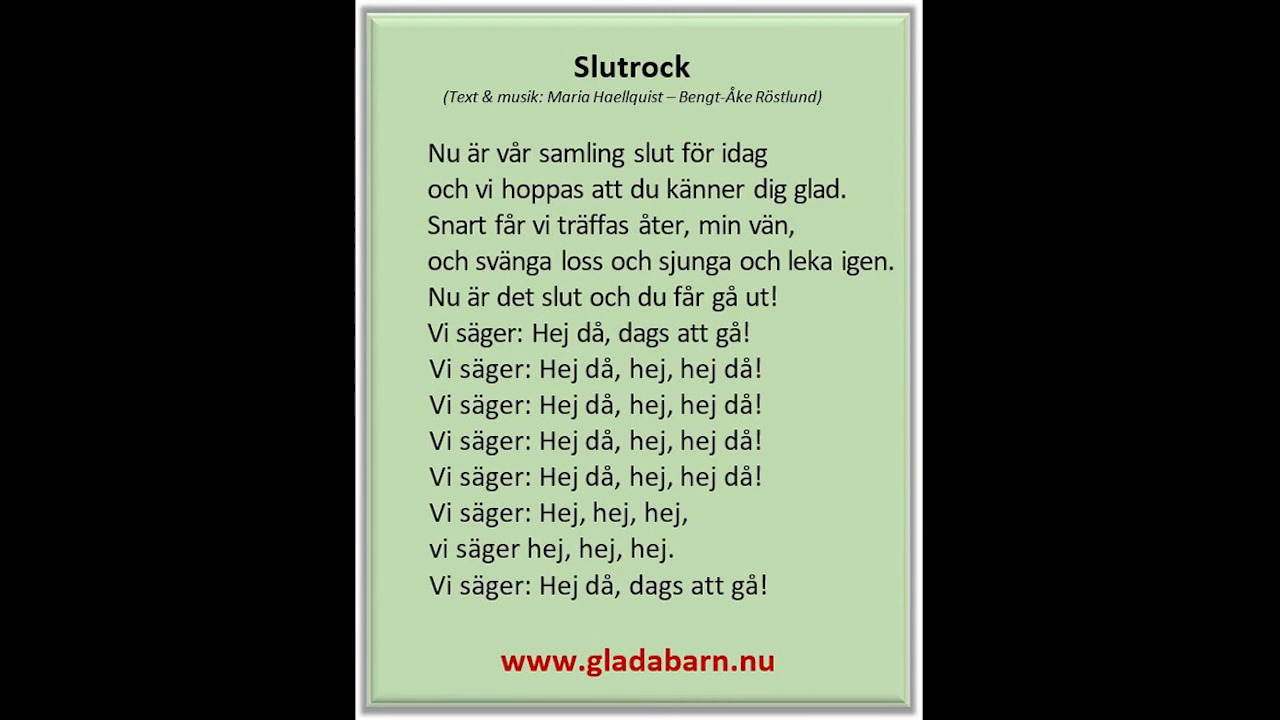 Slutrock
(Text & musik: Maria Haellquist – Bengt-Åke Röstlund)
Nu är vår samling slut för idag
och vi hoppas att du känner dig glad.
Snart får vi träffas åter, min vän,
och svänga loss och sjunga och leka igen.
Nu är det slut och du får gå ut!
Vi säger: Hej då, dags att gå!
Vi säger: Hej då, hej, hej då!
Vi säger: Hej då, hej, hej då!
Vi säger: Hej då, hej, hej då!
Vi säger: Hej då, hej, hej då!
Vi säger: Hej, hej, hej,
vi säger hej, hej, hej.
Vi säger: Hej då, dags att gå!
www.gladabarn.nu